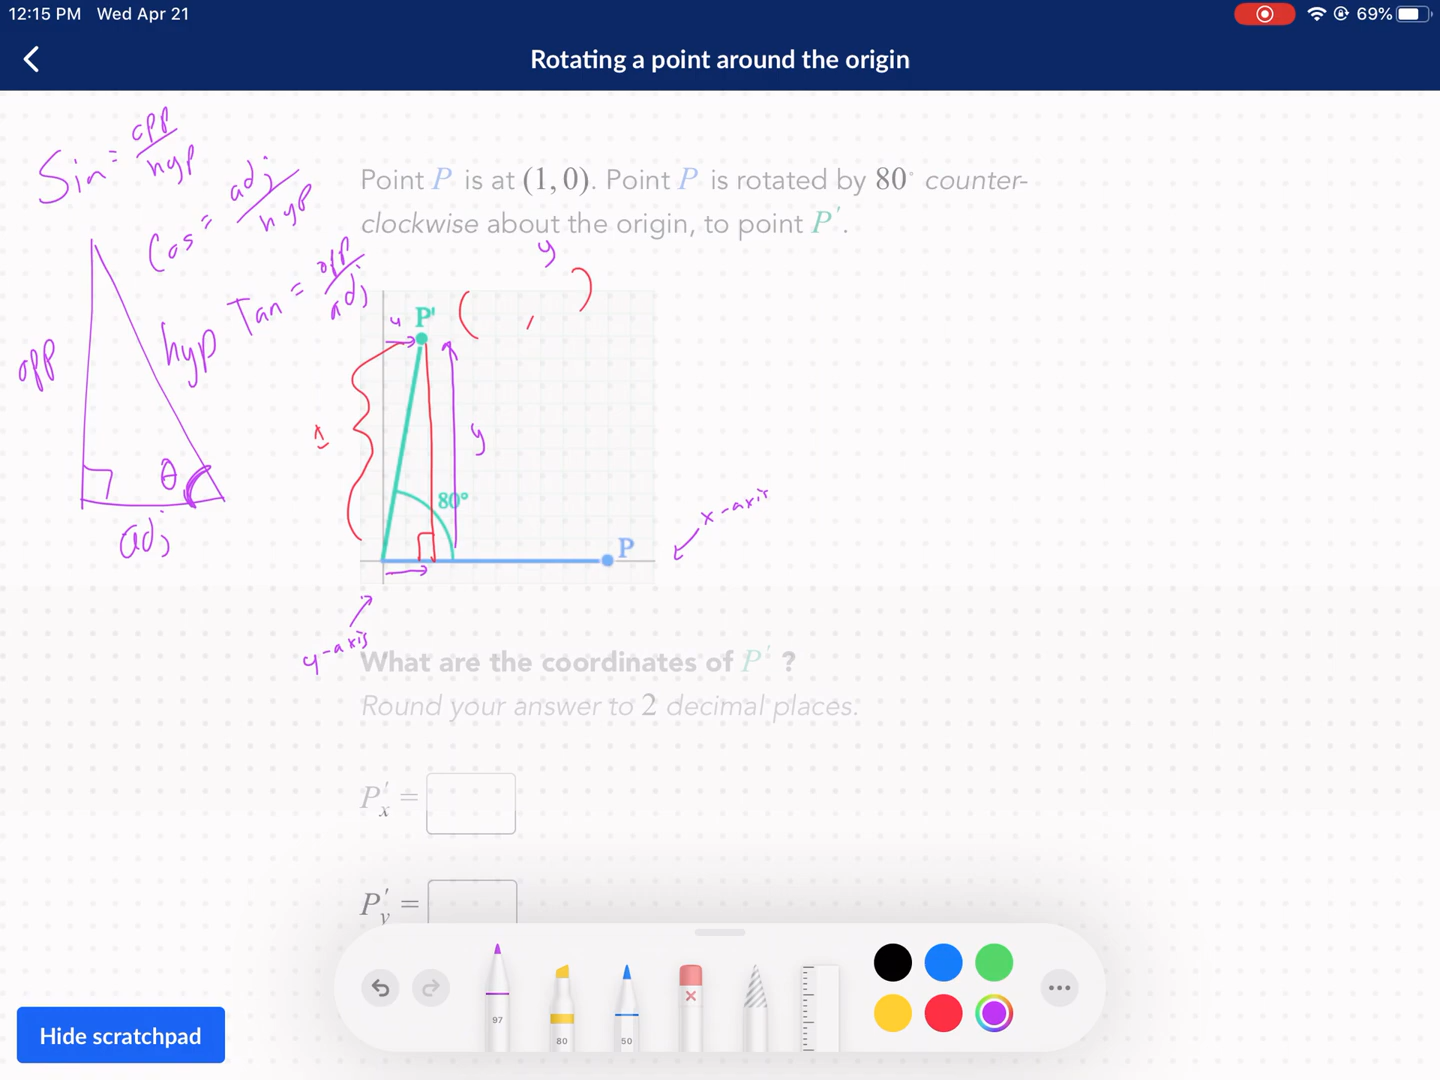 12:15 PM Wed Apr 21
69%
Rotating a point around the origin
Sin = opp/hyp
Cos = adj/hyp
Tan = opp/adj
opp
hyp
θ
adj
Point P is at (1, 0). Point P is rotated by 80° counter-
clockwise about the origin, to point P′.
y
( , )
P'
1
y
80°
P
x-axis
y-axis
What are the coordinates of P′ ?
Round your answer to 2 decimal places.
P′x =
P′y =
97
80
50
Hide scratchpad